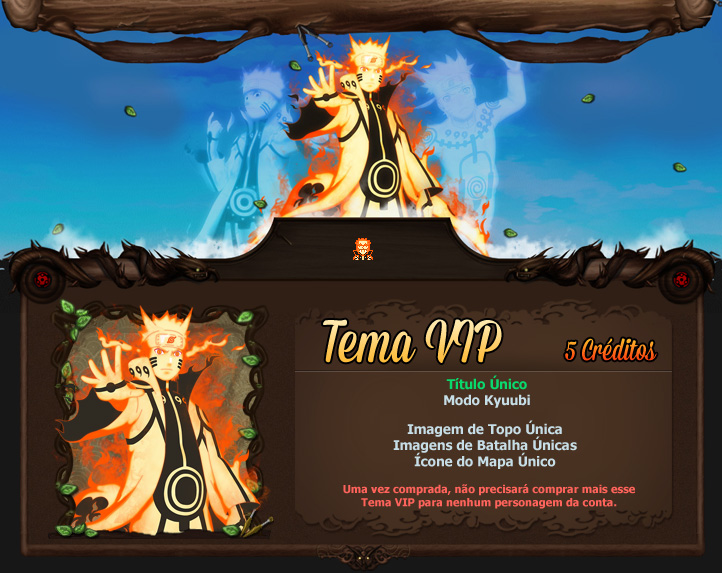 Tema VIP
5 Créditos
Título Único
Modo Kyuubi
Imagem de Topo Única
Imagens de Batalha Únicas
Ícone do Mapa Único
Uma vez comprada, não precisará comprar mais esse
Tema VIP para nenhum personagem da conta.